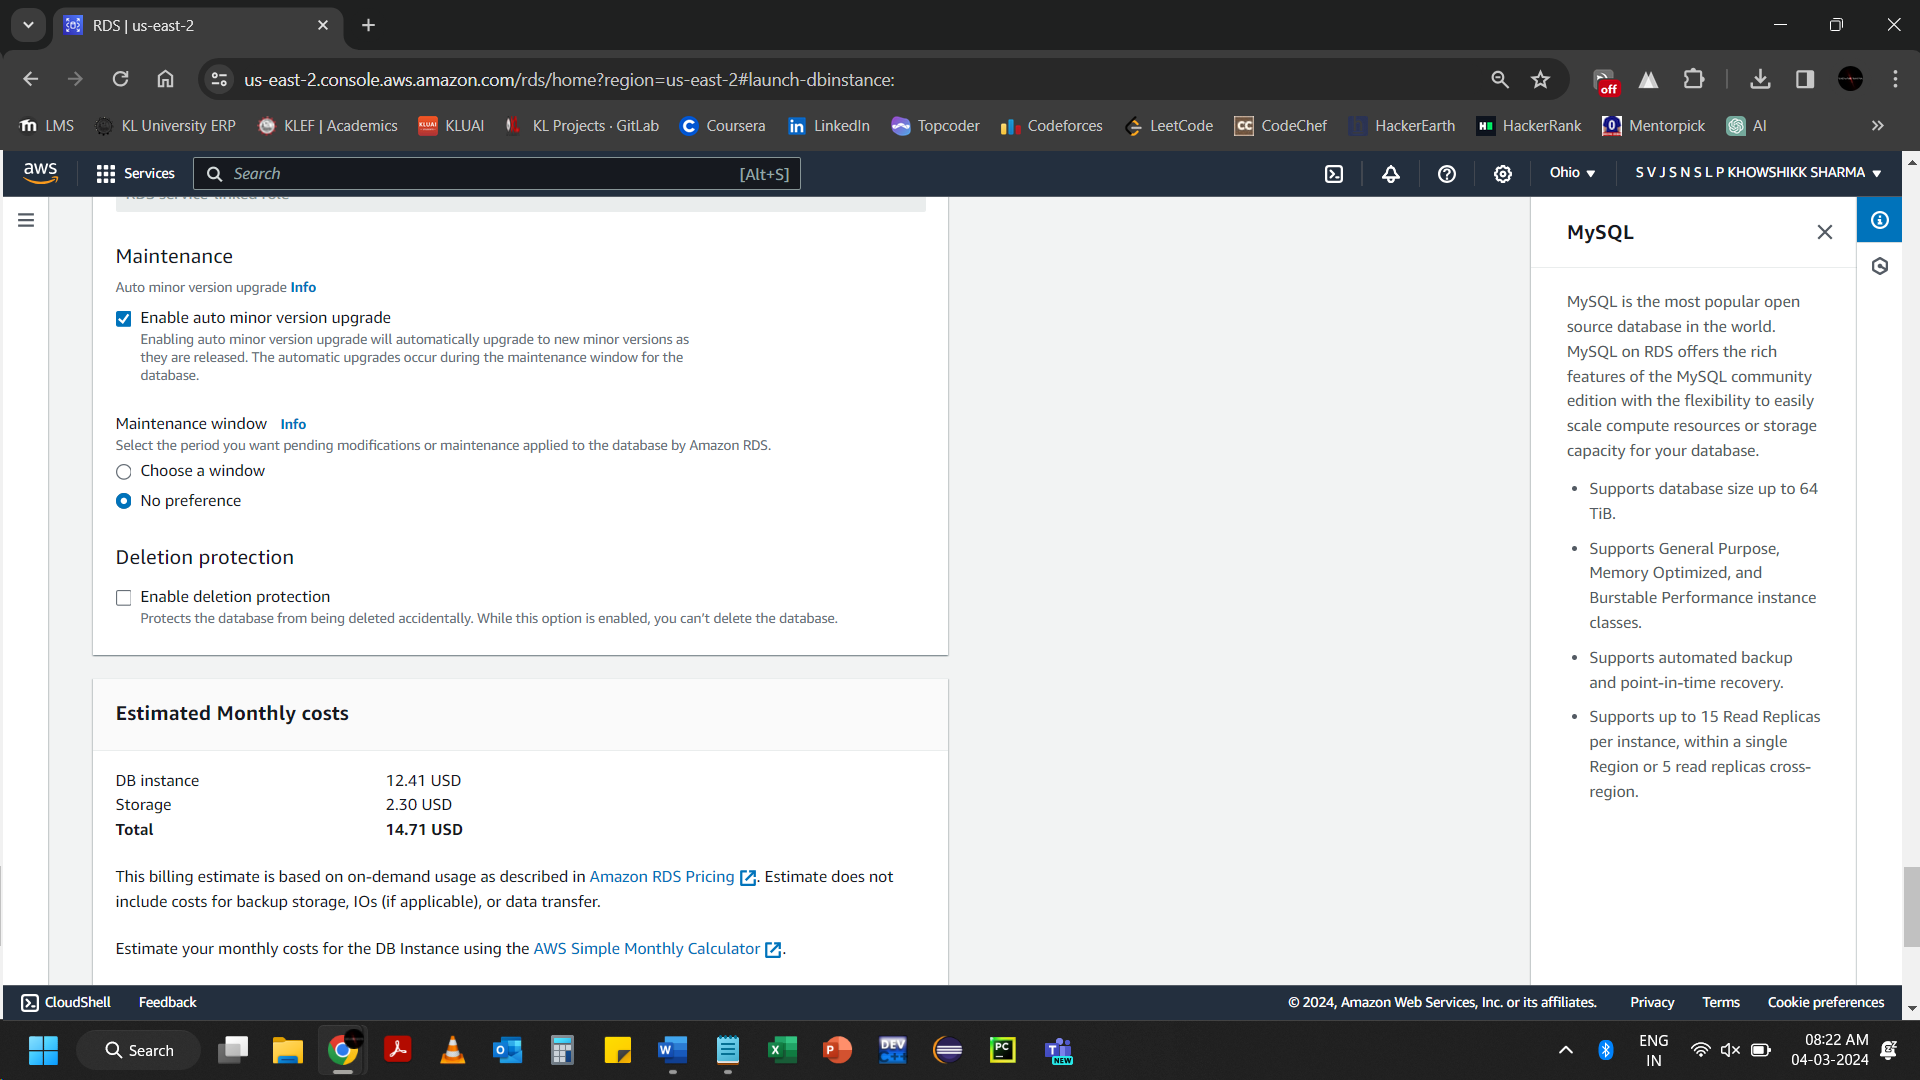 RDS | us-east-2
us-east-2.console.aws.amazon.com/rds/home?region=us-east-2#launch-dbinstance:
off
LMS
KL University ERP
KLEF | Academics
KLUAI
KLUAI
KL Projects · GitLab
Coursera
LinkedIn
Topcoder
Codeforces
LeetCode
CC
CodeChef
HackerEarth
HackerRank
Mentorpick
AI
aws
Services
Search
[Alt+S]
Ohio
S V J S N S L P KHOWSHIKK SHARMA
RDS service-linked role
Maintenance
Auto minor version upgrade Info
Enable auto minor version upgrade
Enabling auto minor version upgrade will automatically upgrade to new minor versions as
they are released. The automatic upgrades occur during the maintenance window for the
database.
Maintenance window Info
Select the period you want pending modifications or maintenance applied to the database by Amazon RDS.
Choose a window
No preference
Deletion protection
Enable deletion protection
Protects the database from being deleted accidentally. While this option is enabled, you can't delete the database.
Estimated Monthly costs
DB instance 12.41 USD
Storage 2.30 USD
Total 14.71 USD
This billing estimate is based on on-demand usage as described in Amazon RDS Pricing. Estimate does not
include costs for backup storage, IOs (if applicable), or data transfer.
Estimate your monthly costs for the DB Instance using the AWS Simple Monthly Calculator.
MySQL
MySQL is the most popular open
source database in the world.
MySQL on RDS offers the rich
features of the MySQL community
edition with the flexibility to easily
scale compute resources or storage
capacity for your database.
• Supports database size up to 64
TiB.
• Supports General Purpose,
Memory Optimized, and
Burstable Performance instance
classes.
• Supports automated backup
and point-in-time recovery.
• Supports up to 15 Read Replicas
per instance, within a single
Region or 5 read replicas cross-
region.
CloudShell
Feedback
© 2024, Amazon Web Services, Inc. or its affiliates.
Privacy
Terms
Cookie preferences
Search
DEV
PC
NEW
ENG
IN
08:22 AM
04-03-2024